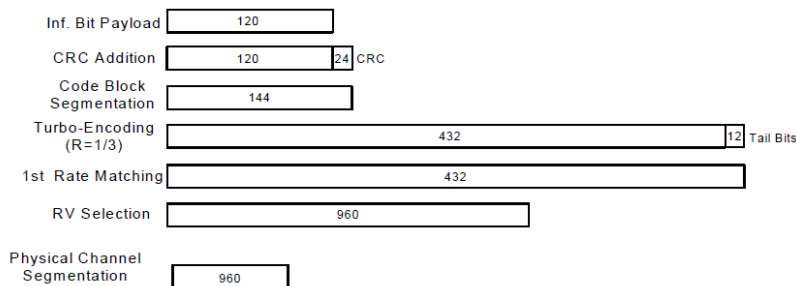 Inf. Bit Payload
120
CRC Addition
120
24
CRC
Code Block
Segmentation
144
Turbo-Encoding
(R=1/3)
432
12
Tail Bits
1st Rate Matching
432
RV Selection
960
Physical Channel
Segmentation
960